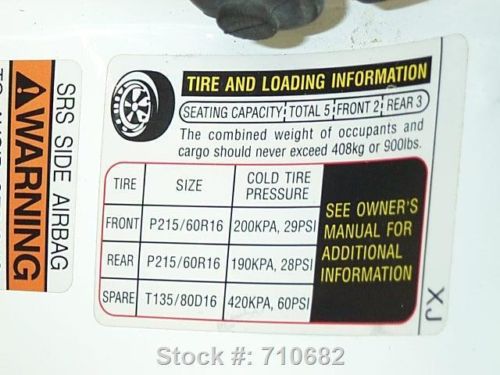 TIRE AND LOADING INFORMATION
SEATING CAPACITY TOTAL 5 FRONT 2 REAR 3
The combined weight of occupants and
cargo should never exceed 408kg or 900lbs.
TIRE SIZE COLD TIRE PRESSURE
FRONT P215/60R16 200KPA, 29PSI
REAR P215/60R16 190KPA, 28PSI
SPARE T135/80D16 420KPA, 60PSI
SEE OWNER'S
MANUAL FOR
ADDITIONAL
INFORMATION
XJ
WARNING
SRS SIDE AIRBAG
Stock #: 710682